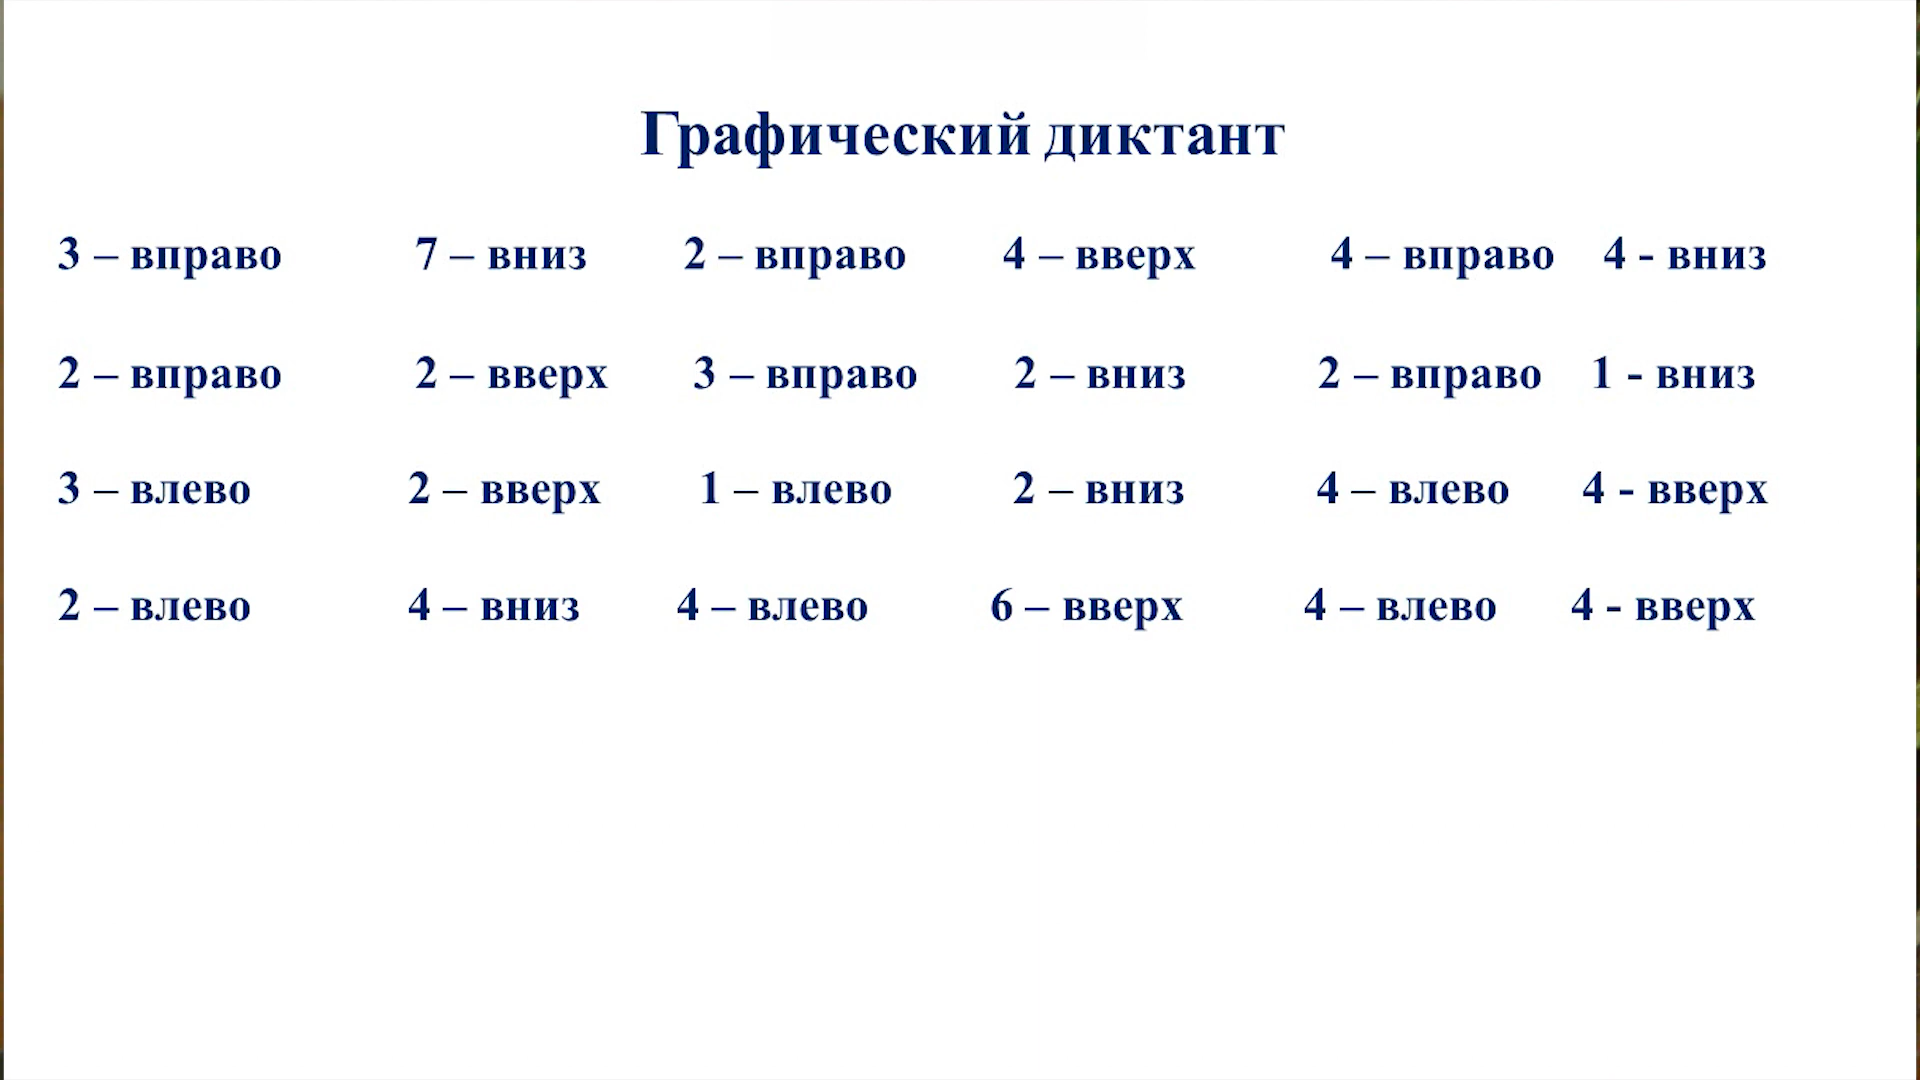 Графический диктант
3 – вправо 7 – вниз 2 – вправо 4 – вверх 4 – вправо 4 - вниз
2 – вправо 2 – вверх 3 – вправо 2 – вниз 2 – вправо 1 - вниз
3 – влево 2 – вверх 1 – влево 2 – вниз 4 – влево 4 - вверх
2 – влево 4 – вниз 4 – влево 6 – вверх 4 – влево 4 - вверх